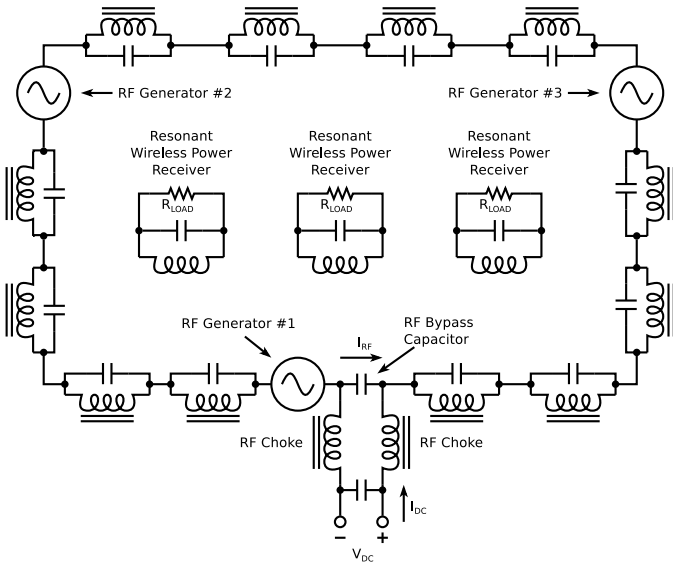 RF Generator #2
RF Generator #3
Resonant
Wireless Power
Receiver
Resonant
Wireless Power
Receiver
Resonant
Wireless Power
Receiver
RLOAD
RLOAD
RLOAD
RF Generator #1
IRF
RF Bypass
Capacitor
RF Choke
RF Choke
IDC
− +
VDC